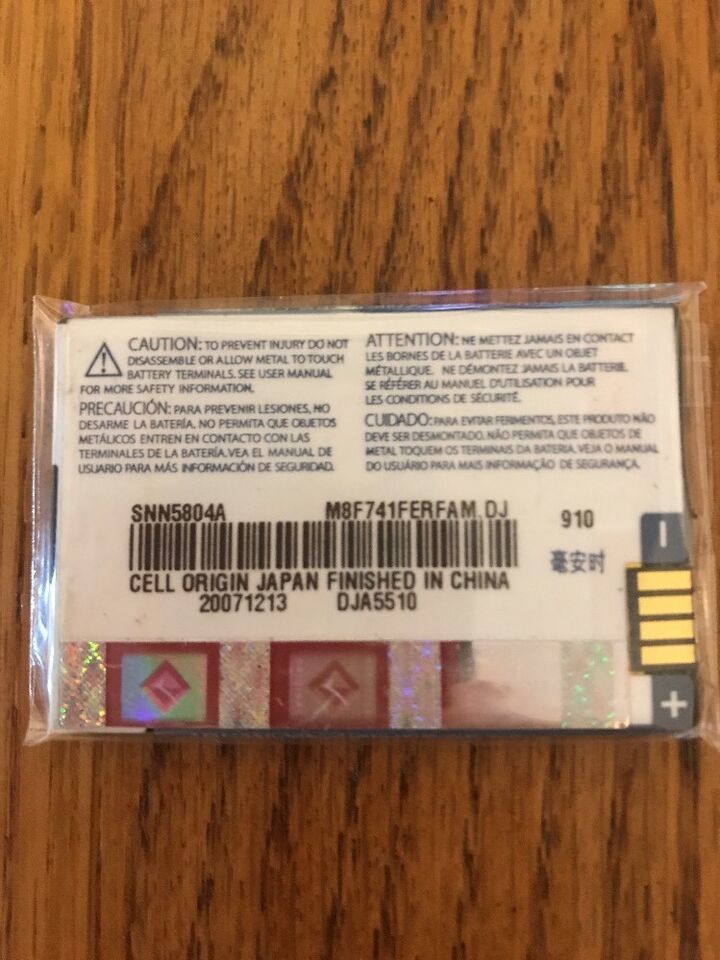 CAUTION: TO PREVENT INJURY DO NOT
DISASSEMBLE OR ALLOW METAL TO TOUCH
BATTERY TERMINALS. SEE USER MANUAL
FOR MORE SAFETY INFORMATION.
PRECAUCIÓN: PARA PREVENIR LESIONES, NO
DESARME LA BATERÍA. NO PERMITA QUE OBJETOS
METÁLICOS ENTREN EN CONTACTO CON LAS
TERMINALES DE LA BATERÍA. VEA EL MANUAL DE
USUARIO PARA MÁS INFORMACIÓN DE SEGURIDAD.
ATTENTION: NE METTEZ JAMAIS EN CONTACT
LES BORNES DE LA BATTERIE AVEC UN OBJET
MÉTALLIQUE. NE DÉMONTEZ JAMAIS LA BATTERIE.
SE RÉFÉRER AU MANUEL D'UTILISATION POUR
LES CONDITIONS DE SÉCURITÉ.
CUIDADO: PARA EVITAR FERIMENTOS, ESTE PRODUTO NÃO
DEVE SER DESMONTADO. NÃO PERMITA QUE OBJETOS DE
METAL TOQUEM OS TERMINAIS DA BATERIA. VEJA O MANUAL
DO USUÁRIO PARA MAIS INFORMAÇÃO DE SEGURANÇA.
SNN5804A M8F741FERFAM.DJ
910
毫安时
CELL ORIGIN JAPAN FINISHED IN CHINA
20071213 DJA5510